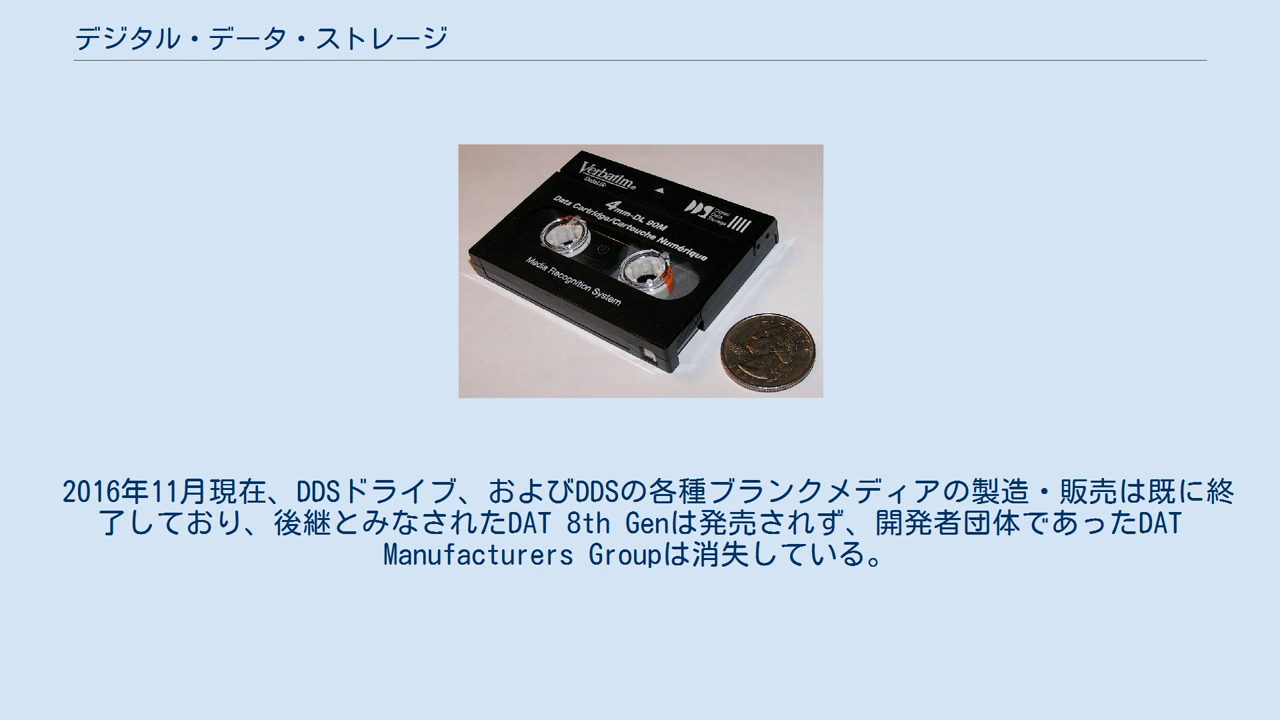 デジタル・データ・ストレージ
Verbatim
DataLife
4mm-DL 90M
Data Cartridge/Cartouche Numérique
DDS Digital Data Storage
Media Recognition System
2016年11月現在、DDSドライブ、およびDDSの各種ブランクメディアの製造・販売は既に終
了しており、後継とみなされたDAT 8th Genは発売されず、開発者団体であったDAT
Manufacturers Groupは消失している。